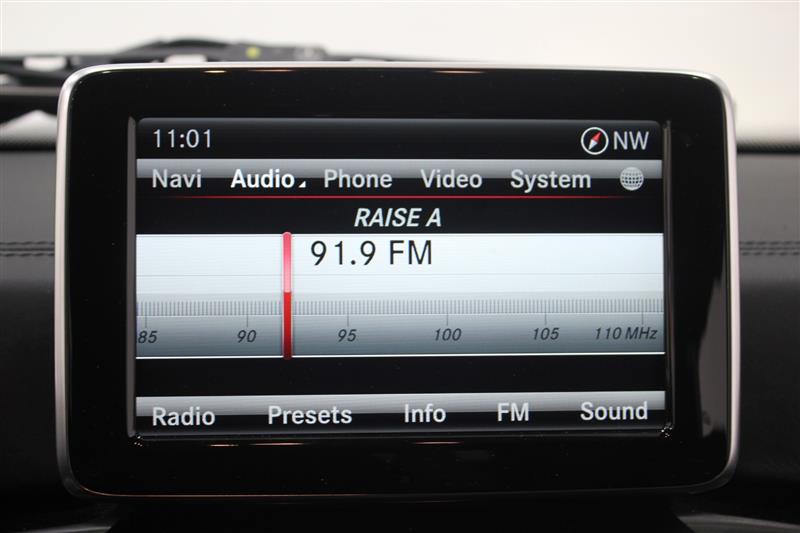 11:01 NW
Navi Audio Phone Video System
RAISE A
91.9 FM
85 90 95 100 105 110 MHz
Radio Presets Info FM Sound